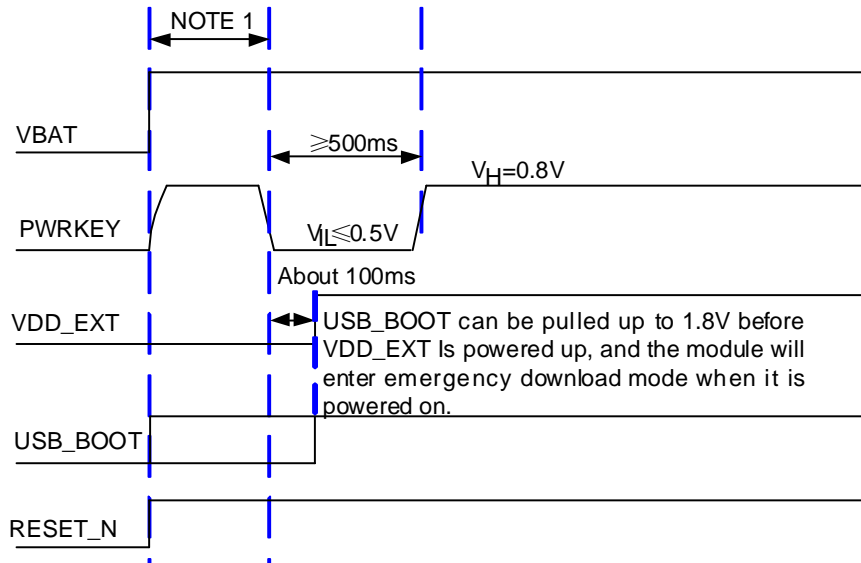 NOTE 1
VBAT
≥500ms
VH=0.8V
PWRKEY
VIL≤0.5V
About 100ms
VDD_EXT
USB_BOOT can be pulled up to 1.8V before
VDD_EXT Is powered up, and the module will
enter emergency download mode when it is
powered on.
USB_BOOT
RESET_N